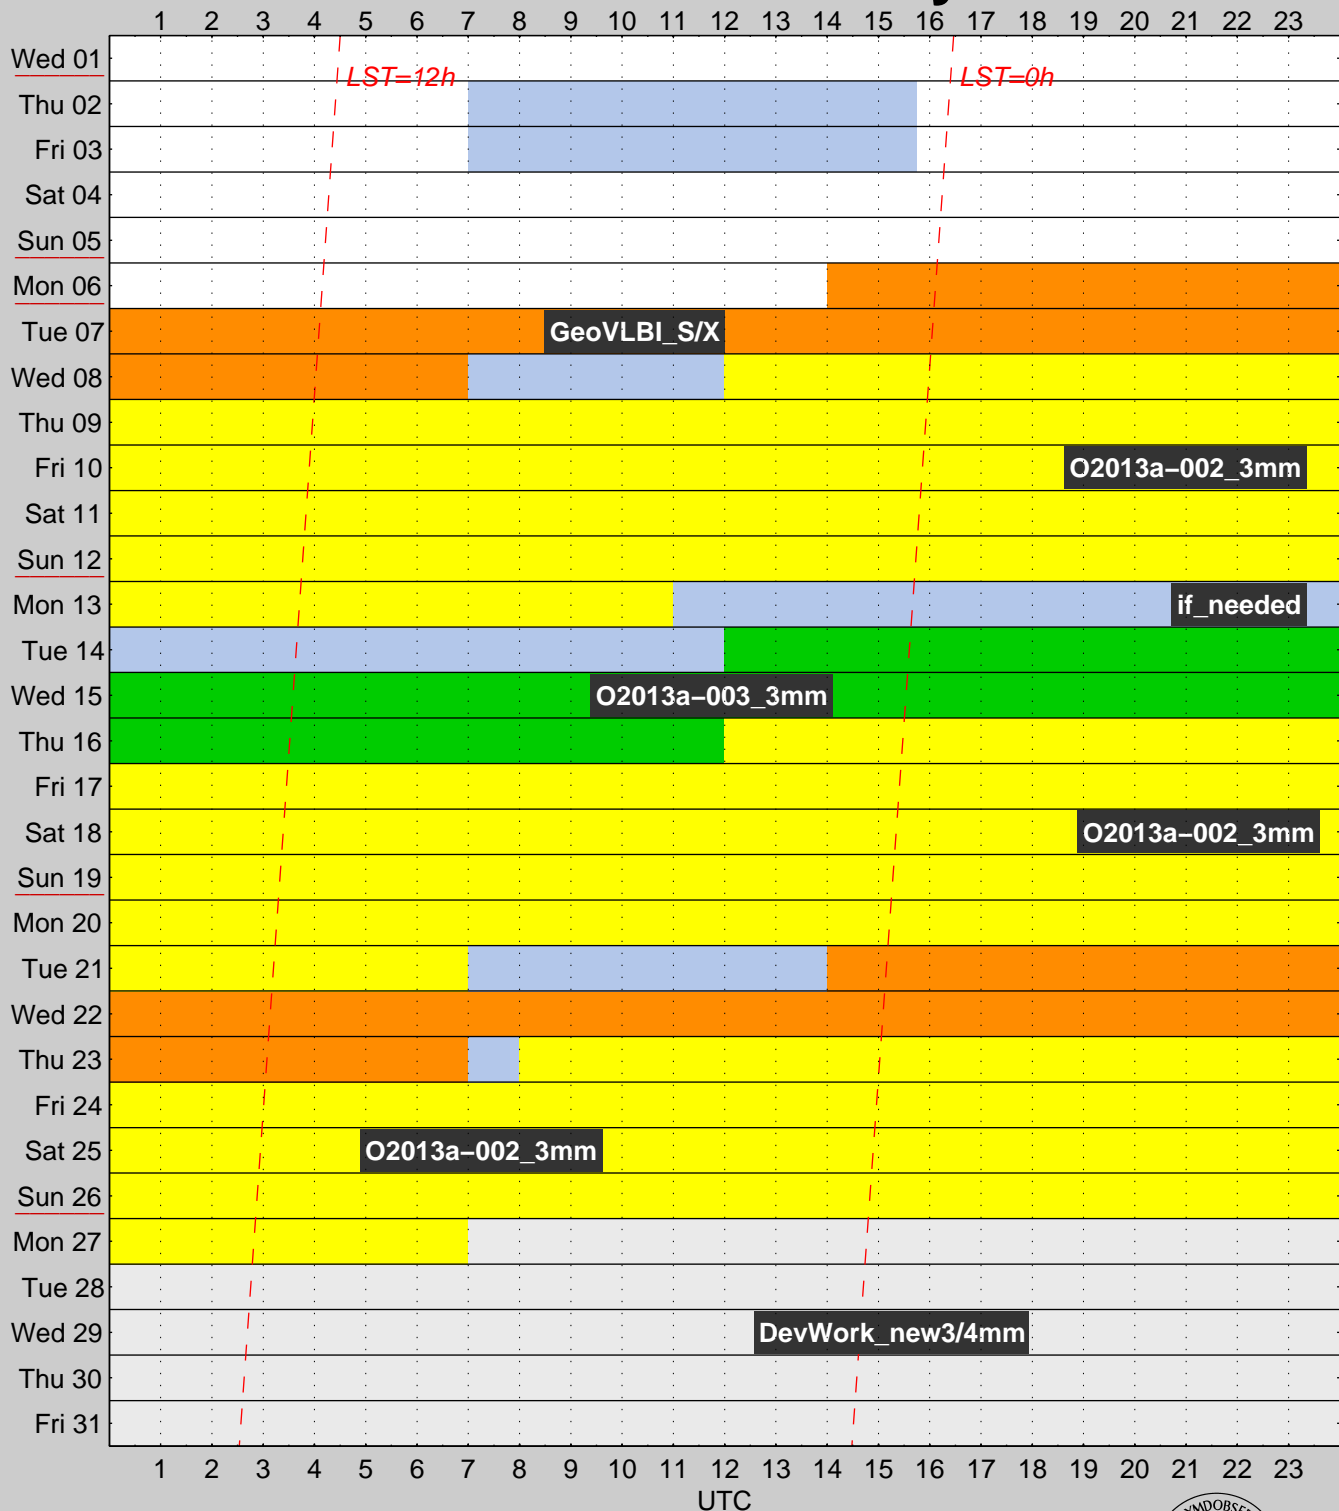 1 2 3 4 5 6 7 8 9 10 11 12 13 14 15 16 17 18 19 20 21 22 23
Wed 01
LST=12h LST=0h
Thu 02
Fri 03
Sat 04
Sun 05
Mon 06
Tue 07 GeoVLBI_S/X
Wed 08
Thu 09
Fri 10 O2013a−002_3mm
Sat 11
Sun 12
Mon 13 if_needed
Tue 14
Wed 15 O2013a−003_3mm
Thu 16
Fri 17
Sat 18 O2013a−002_3mm
Sun 19
Mon 20
Tue 21
Wed 22
Thu 23
Fri 24
Sat 25 O2013a−002_3mm
Sun 26
Mon 27
Tue 28
Wed 29 DevWork_new3/4mm
Thu 30
Fri 31
1 2 3 4 5 6 7 8 9 10 11 12 13 14 15 16 17 18 19 20 21 22 23
UTC